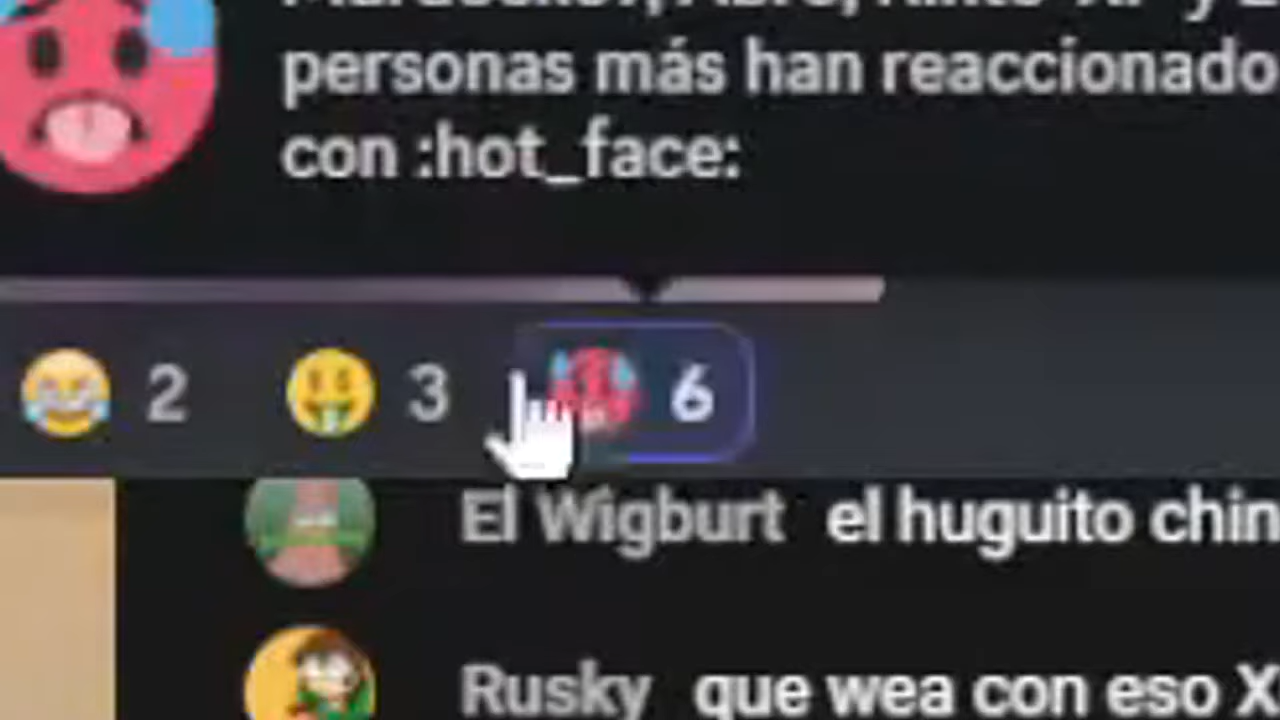 personas más han reaccionado
con :hot_face:
2 3 6
El Wigburt el huguito chin
Rusky que wea con eso X